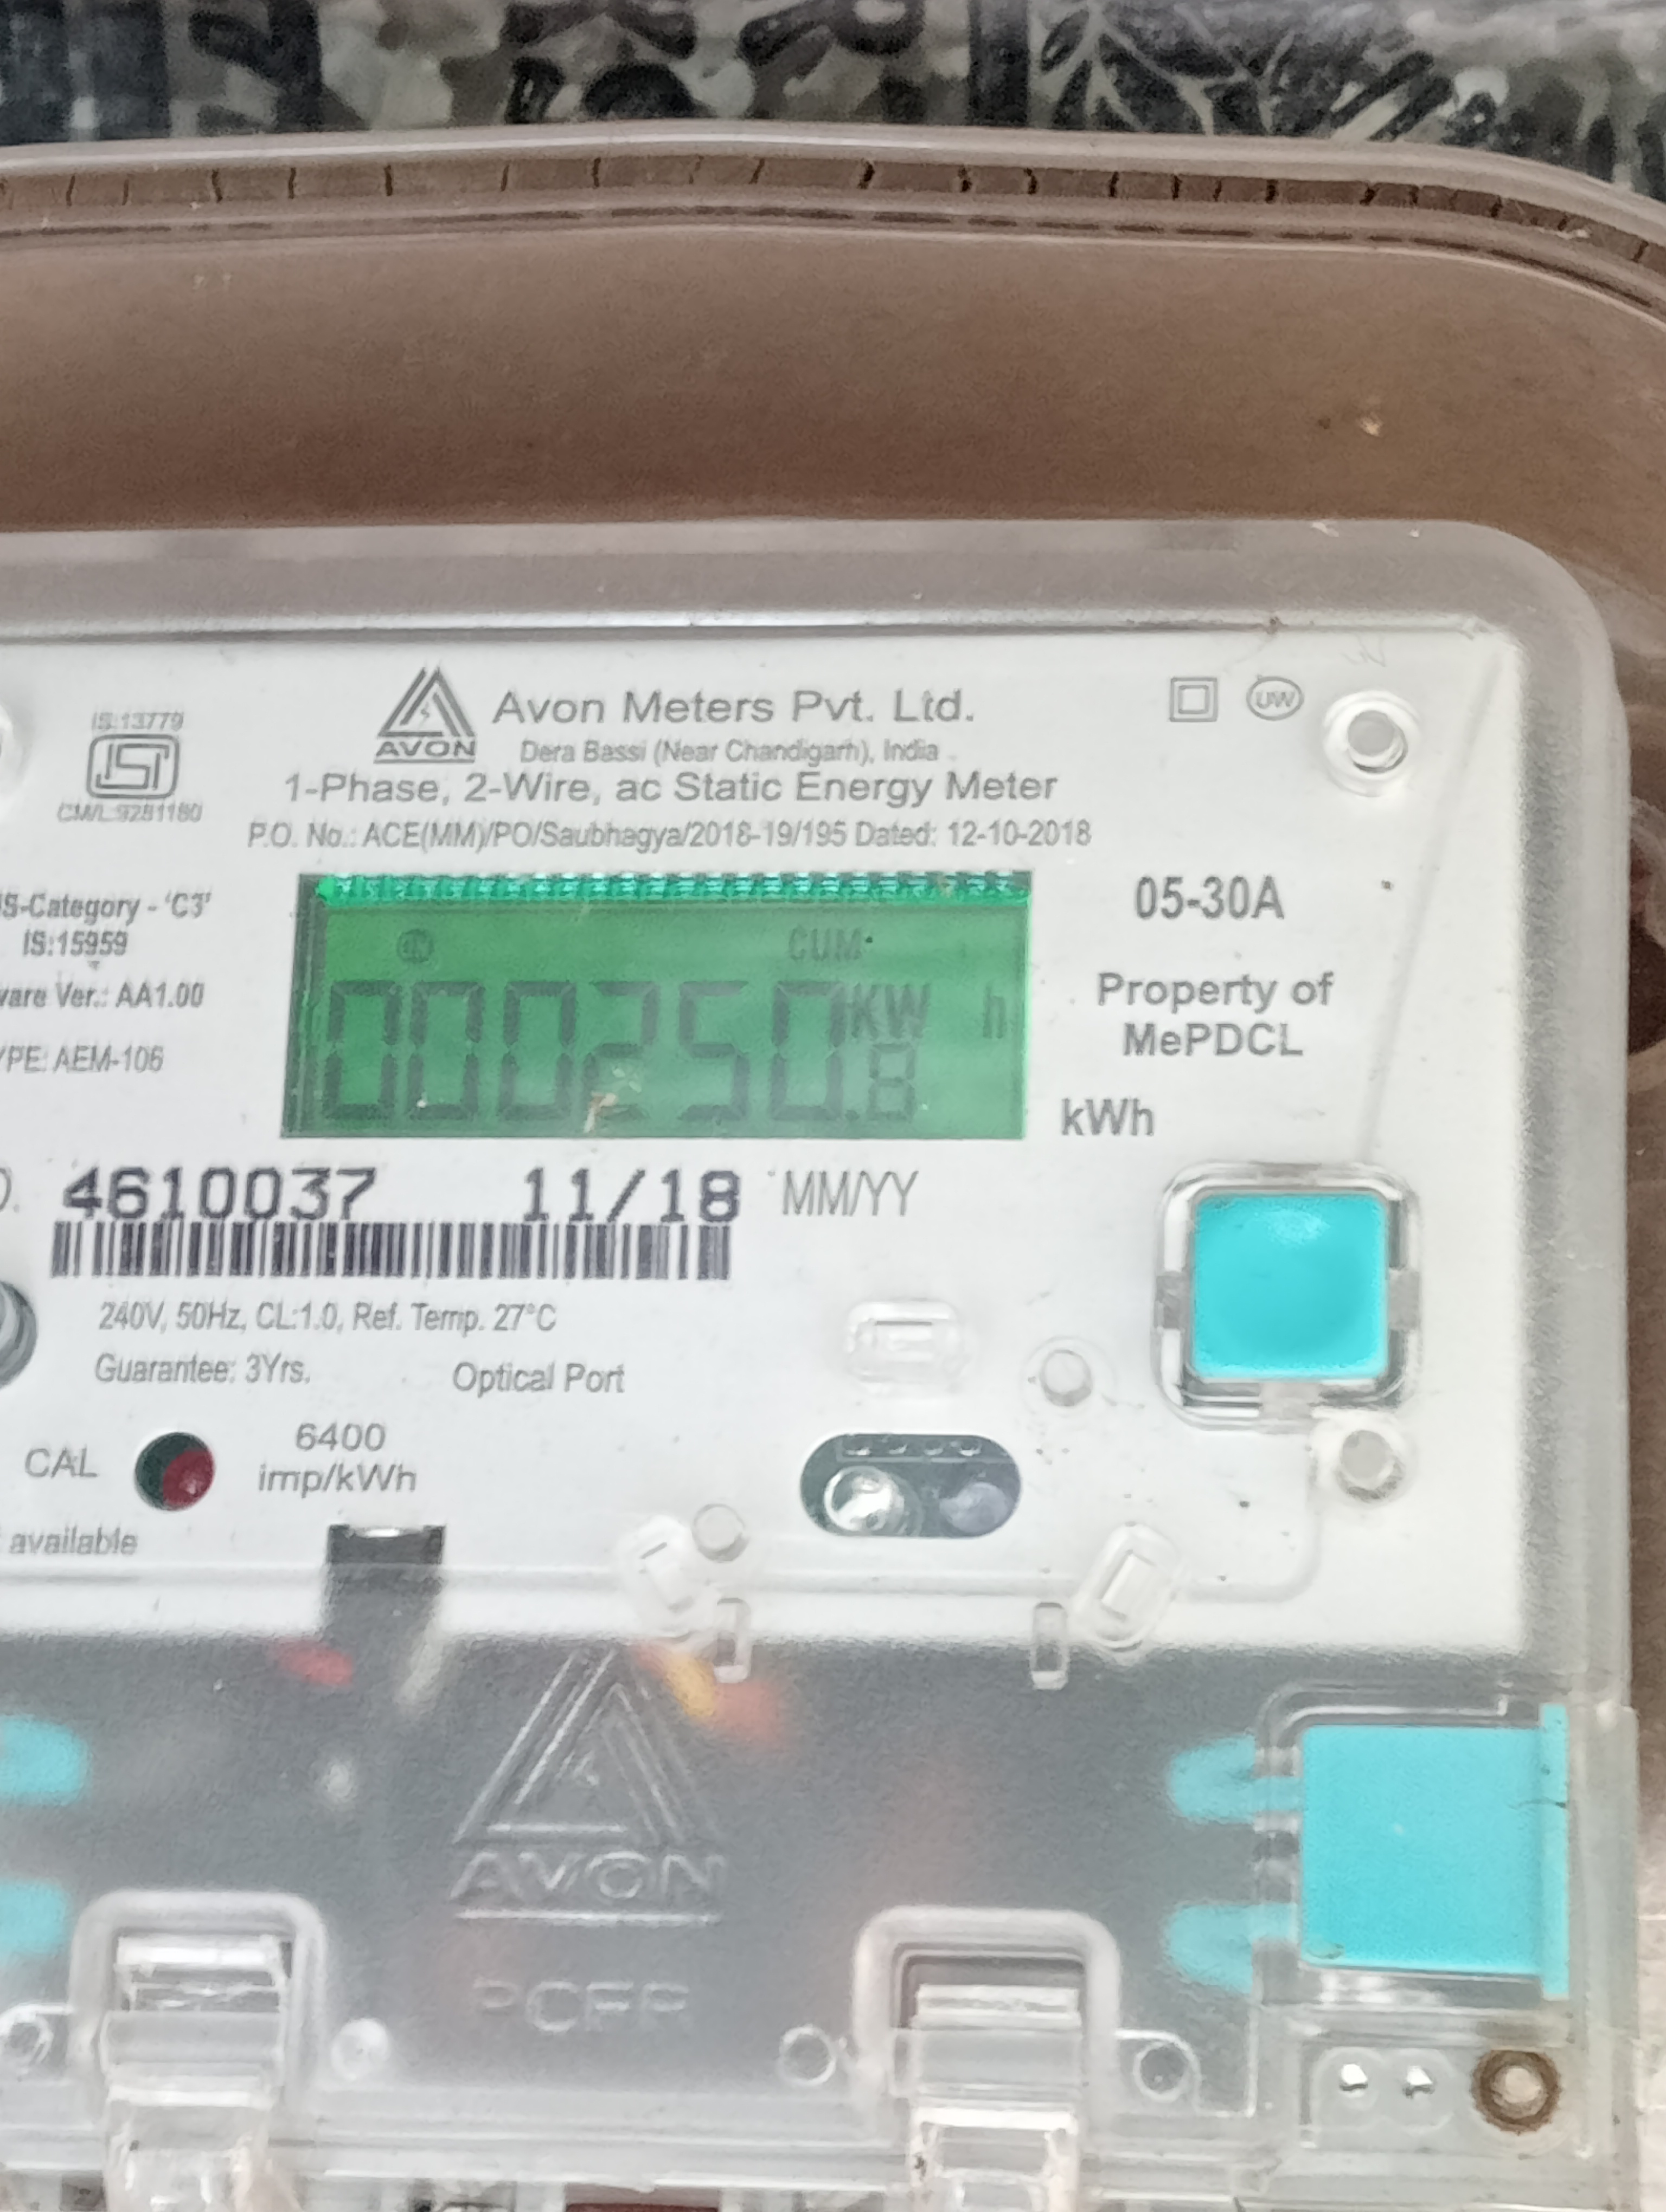 IS:13779
ISI
CM/L:9281180
AVON
Avon Meters Pvt. Ltd.
Dera Bassi (Near Chandigarh), India
1-Phase, 2-Wire, ac Static Energy Meter
P.O. No.: ACE(MM)/PO/Saubhagya/2018-19/195 Dated: 12-10-2018
UW
S-Category - 'C3'
IS:15959
ware Ver.: AA1.00
YPE: AEM-106
CUM
000250.8 KW h
05-30A
Property of
MePDCL
kWh
4610037 11/18 MM/YY
240V, 50Hz, CL:1.0, Ref. Temp. 27°C
Guarantee: 3Yrs. Optical Port
CAL
6400
imp/kWh
available
AVON